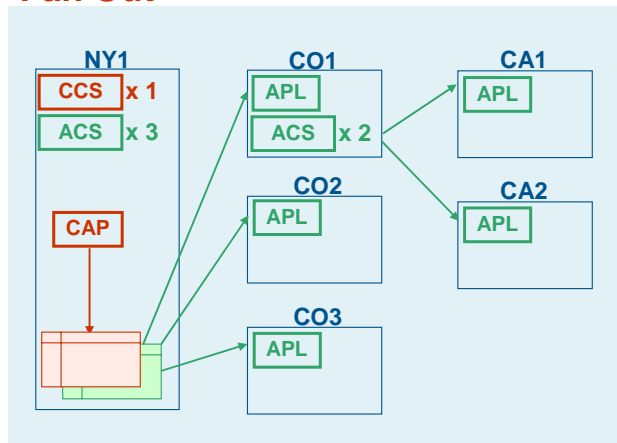 NY1
CCS x 1
ACS x 3
CAP
CO1
APL
ACS x 2
CO2
APL
CO3
APL
CA1
APL
CA2
APL